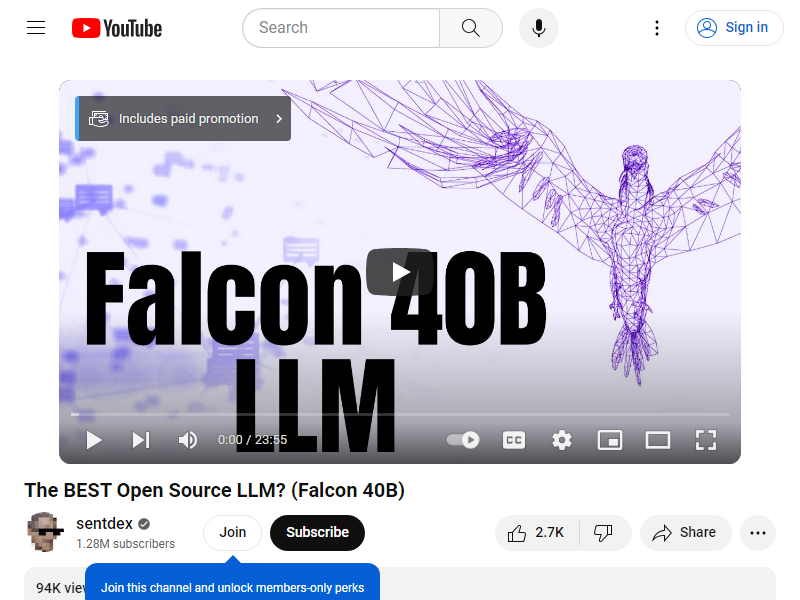 YouTube
Search
Sign in
Includes paid promotion
Falcon 40B
LLM
0:00 / 23:55
CC
The BEST Open Source LLM? (Falcon 40B)
sentdex
1.28M subscribers
Join
Subscribe
2.7K
Share
94K
Join this channel and unlock members-only perks